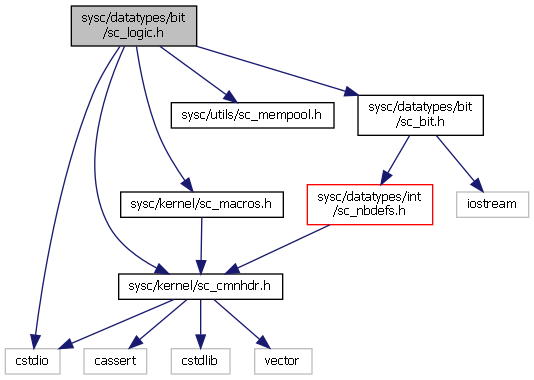 sysc/datatypes/bit
/sc_logic.h
sysc/utils/sc_mempool.h
sysc/datatypes/bit
/sc_bit.h
sysc/kernel/sc_macros.h
sysc/datatypes/int
/sc_nbdefs.h
iostream
sysc/kernel/sc_cmnhdr.h
cstdio
cassert
cstdlib
vector